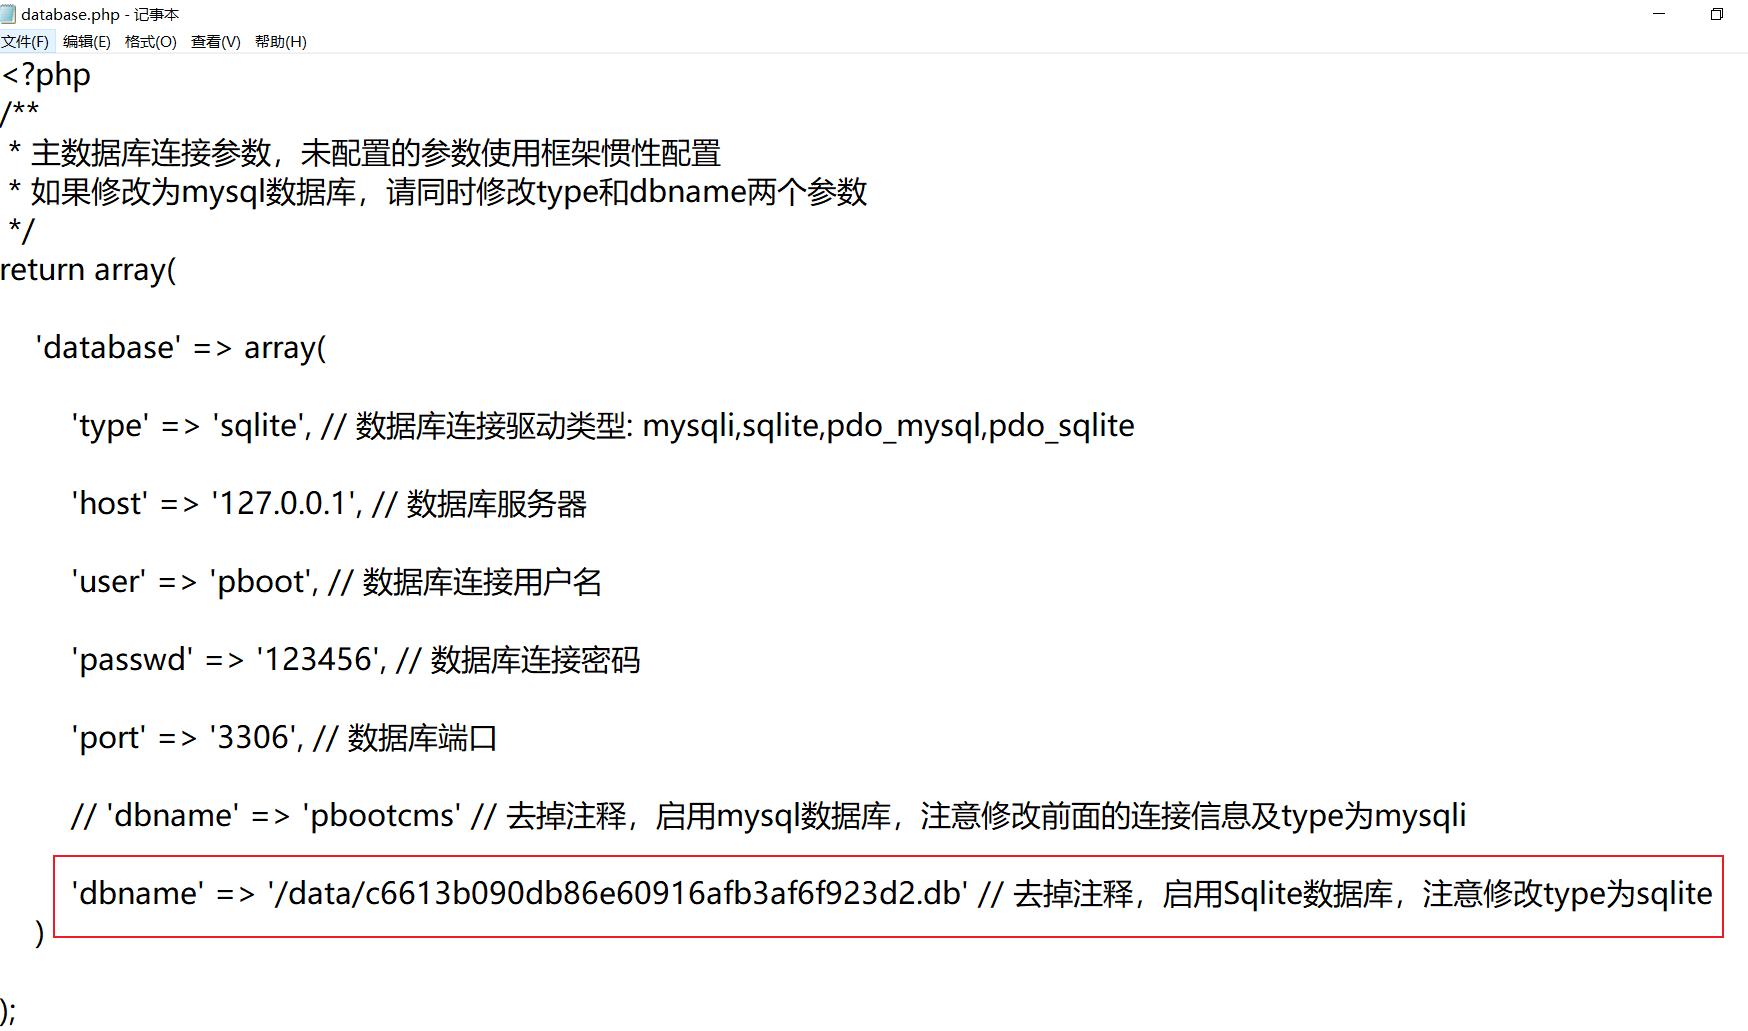 database.php - 记事本
文件(F) 编辑(E) 格式(O) 查看(V) 帮助(H)
<?php
/**
* 主数据库连接参数，未配置的参数使用框架惯性配置
* 如果修改为mysql数据库，请同时修改type和dbname两个参数
*/
return array(
'database' => array(
'type' => 'sqlite', // 数据库连接驱动类型: mysqli,sqlite,pdo_mysql,pdo_sqlite
'host' => '127.0.0.1', // 数据库服务器
'user' => 'pboot', // 数据库连接用户名
'passwd' => '123456', // 数据库连接密码
'port' => '3306', // 数据库端口
// 'dbname' => 'pbootcms' // 去掉注释，启用mysql数据库，注意修改前面的连接信息及type为mysqli
'dbname' => '/data/c6613b090db86e60916afb3af6f923d2.db' // 去掉注释，启用Sqlite数据库，注意修改type为sqlite
)
);